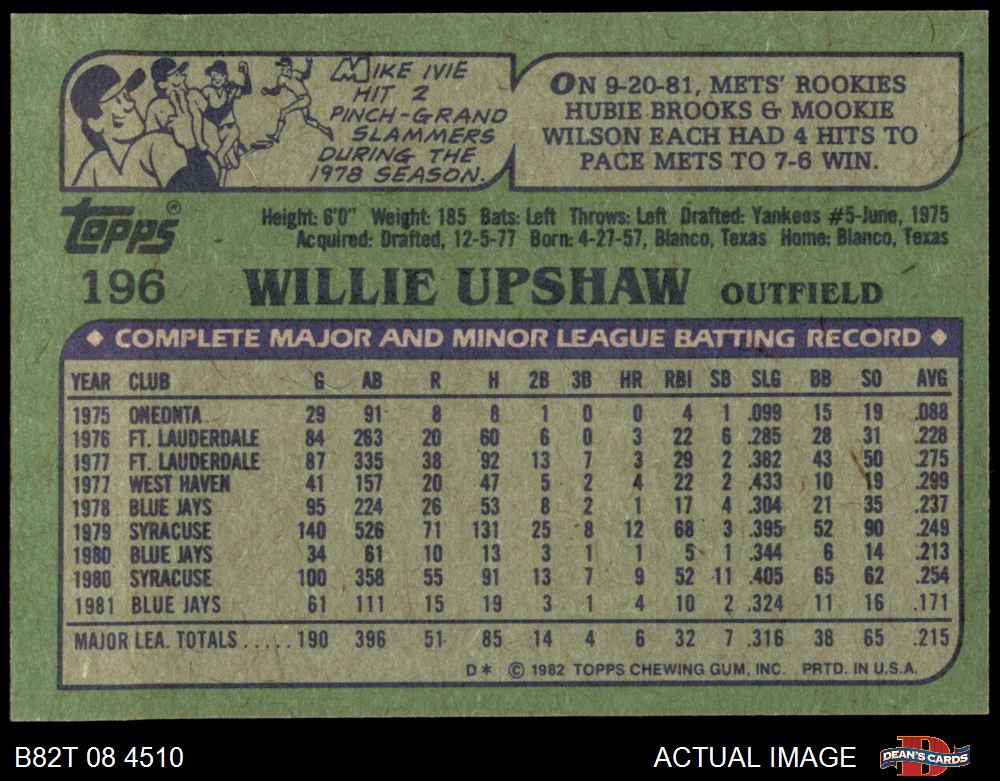 MIKE IVIE
HIT 2
PINCH-GRAND
SLAMMERS
DURING THE
1978 SEASON.
ON 9-20-81, METS' ROOKIES
HUBIE BROOKS & MOOKIE
WILSON EACH HAD 4 HITS TO
PACE METS TO 7-6 WIN.
topps®
Height: 6'0" Weight: 185 Bats: Left Throws: Left Drafted: Yankees #5-June, 1975
Acquired: Drafted, 12-5-77 Born: 4-27-57, Blanco, Texas Home: Blanco, Texas
196 WILLIE UPSHAW OUTFIELD
COMPLETE MAJOR AND MINOR LEAGUE BATTING RECORD
YEAR CLUB G AB R H 2B 3B HR RBI SB SLG BB SO AVG
1975 ONEONTA 29 91 8 8 1 0 0 4 1 .099 15 19 .088
1976 FT. LAUDERDALE 84 263 20 60 6 0 3 22 6 .285 28 31 .228
1977 FT. LAUDERDALE 87 335 38 92 13 7 3 29 2 .382 43 50 .275
1977 WEST HAVEN 41 157 20 47 5 2 4 22 2 .433 10 19 .299
1978 BLUE JAYS 95 224 26 53 8 2 1 17 4 .304 21 35 .237
1979 SYRACUSE 140 526 71 131 25 8 12 68 3 .395 52 90 .249
1980 BLUE JAYS 34 61 10 13 3 1 1 5 1 .344 6 14 .213
1980 SYRACUSE 100 358 55 91 13 7 9 52 11 .405 65 62 .254
1981 BLUE JAYS 61 111 15 19 3 1 4 10 2 .324 11 16 .171
MAJOR LEA. TOTALS.....190 396 51 85 14 4 6 32 7 .316 38 65 .215
D* © 1982 TOPPS CHEWING GUM, INC. PRTD. IN U.S.A.
B82T 08 4510 ACTUAL IMAGE DEAN'S CARDS